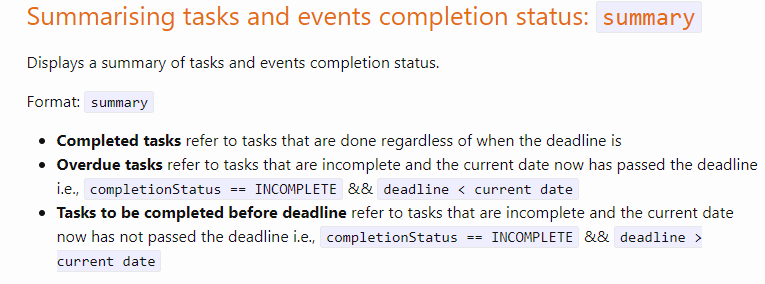 Summarising tasks and events completion status: summary
Displays a summary of tasks and events completion status.
Format: summary
• Completed tasks refer to tasks that are done regardless of when the deadline is
• Overdue tasks refer to tasks that are incomplete and the current date now has passed the deadline
i.e., completionStatus == INCOMPLETE && deadline < current date
• Tasks to be completed before deadline refer to tasks that are incomplete and the current date
now has not passed the deadline i.e., completionStatus == INCOMPLETE && deadline >
current date